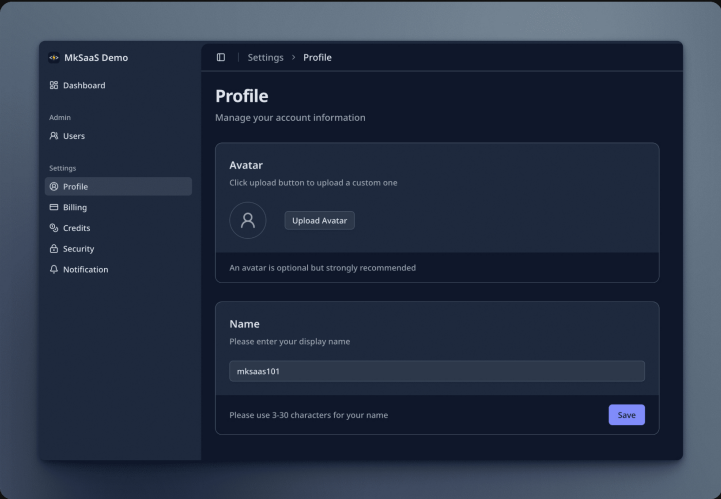 MkSaaS Demo
Dashboard
Admin
Users
Settings
Profile
Billing
Credits
Security
Notification
Settings > Profile
Profile
Manage your account information
Avatar
Click upload button to upload a custom one
Upload Avatar
An avatar is optional but strongly recommended
Name
Please enter your display name
mksaas101
Please use 3-30 characters for your name
Save